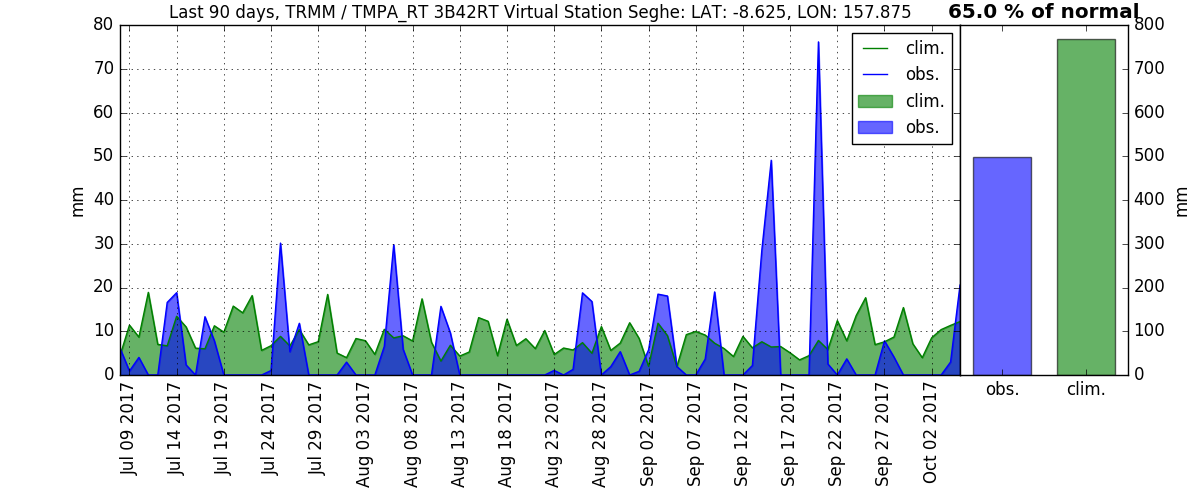 Last 90 days, TRMM / TMPA_RT 3B42RT Virtual Station Seghe: LAT: -8.625, LON: 157.875
65.0 % of normal
80
70
60
50
40
30
20
10
0
mm
clim.
obs.
clim.
obs.
800
700
600
500
400
300
200
100
0
mm
Jul 09 2017
Jul 14 2017
Jul 19 2017
Jul 24 2017
Jul 29 2017
Aug 03 2017
Aug 08 2017
Aug 13 2017
Aug 18 2017
Aug 23 2017
Aug 28 2017
Sep 02 2017
Sep 07 2017
Sep 12 2017
Sep 17 2017
Sep 22 2017
Sep 27 2017
Oct 02 2017
obs.
clim.